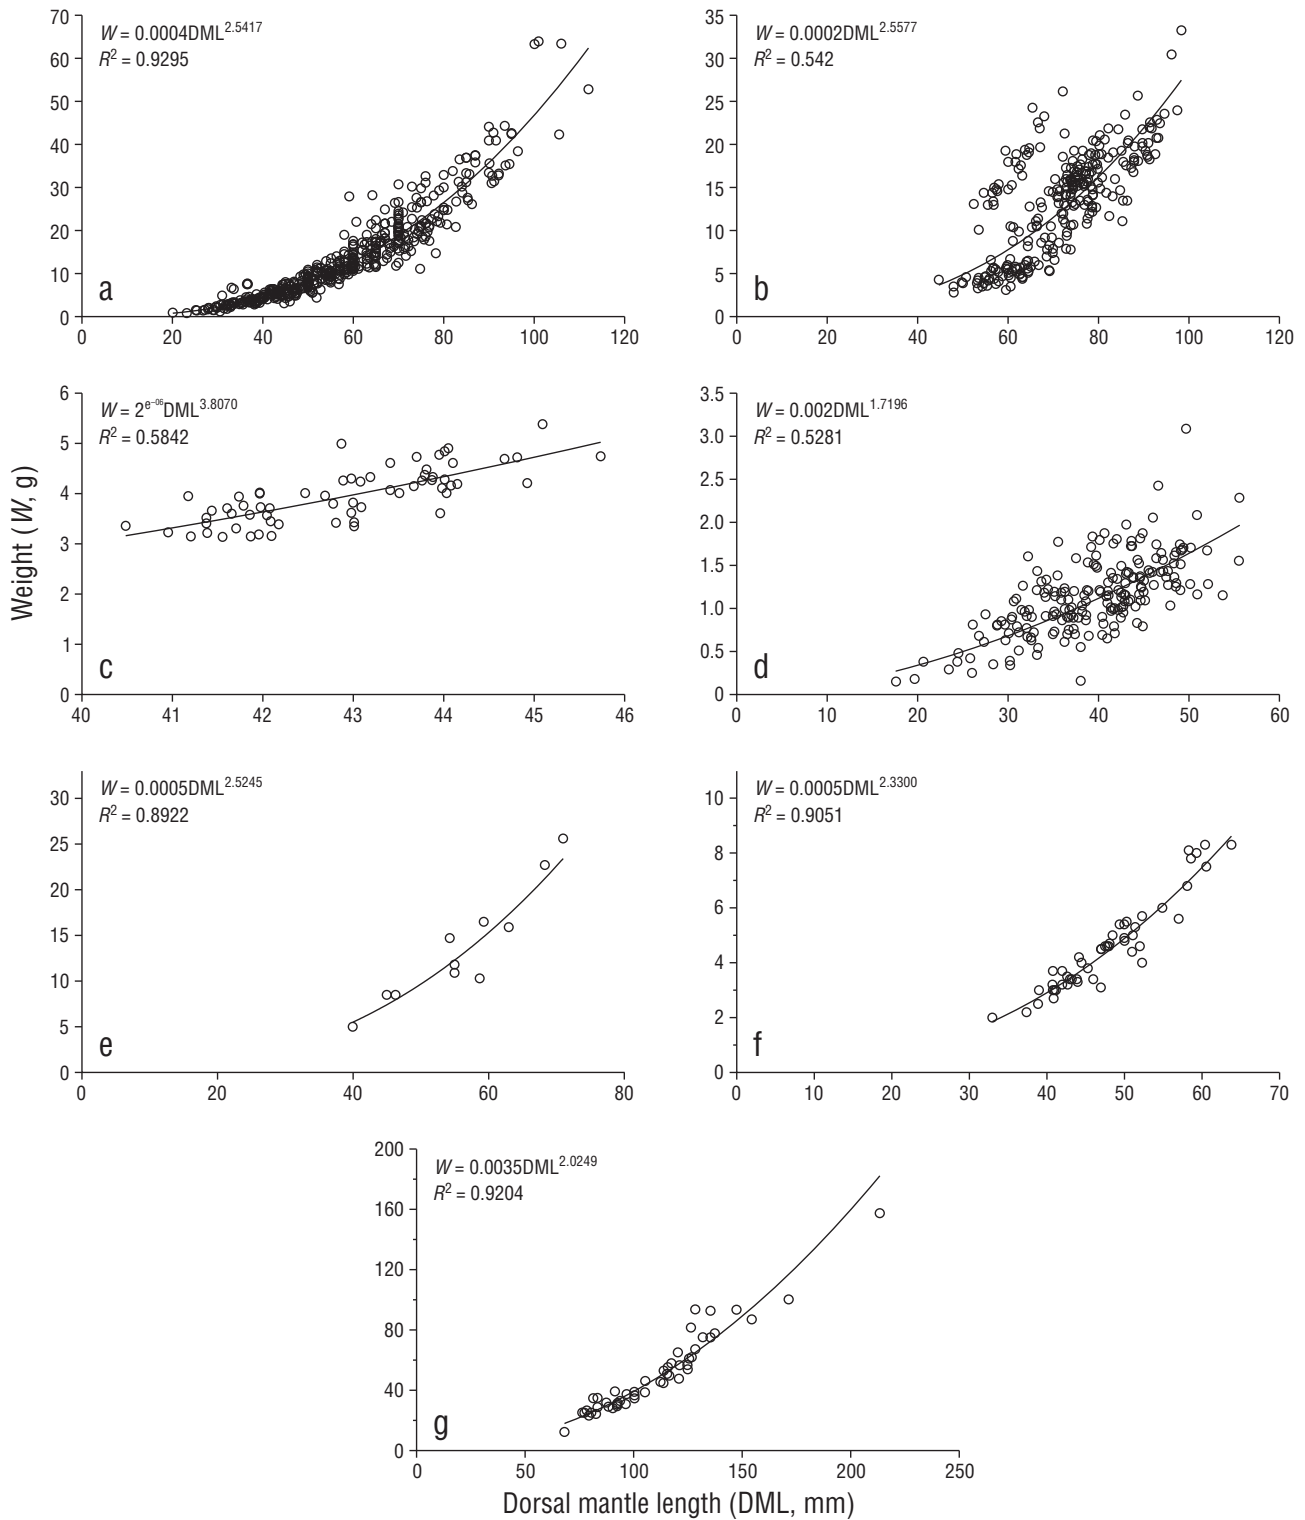 W = 0.0004DML^2.5417
R² = 0.9295
70
60
50
40
30
20
10
0
a
0 20 40 60 80 100 120
W = 0.0002DML^2.5577
R² = 0.542
35
30
25
20
15
10
5
0
b
0 20 40 60 80 100 120
W = 2^e–06DML^3.8070
R² = 0.5842
6
5
4
3
2
1
0
c
40 41 42 43 44 45 46
W = 0.002DML^1.7196
R² = 0.5281
3.5
3.0
2.5
2.0
1.5
1.0
0.5
0
d
0 10 20 30 40 50 60
Weight (W, g)
W = 0.0005DML^2.5245
R² = 0.8922
30
25
20
15
10
5
0
e
0 20 40 60 80
W = 0.0005DML^2.3300
R² = 0.9051
10
8
6
4
2
0
f
0 10 20 30 40 50 60 70
W = 0.0035DML^2.0249
R² = 0.9204
200
160
120
80
40
0
g
0 50 100 150 200 250
Dorsal mantle length (DML, mm)